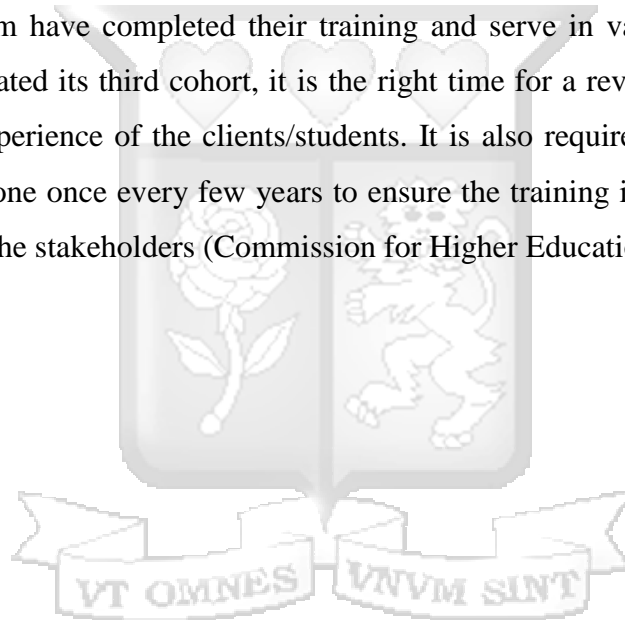 m have completed their training and serve in va
ated its third cohort, it is the right time for a rev
perience of the clients/students. It is also require
one once every few years to ensure the training i
he stakeholders (Commission for Higher Educati
VT OMNES VNVM SINT